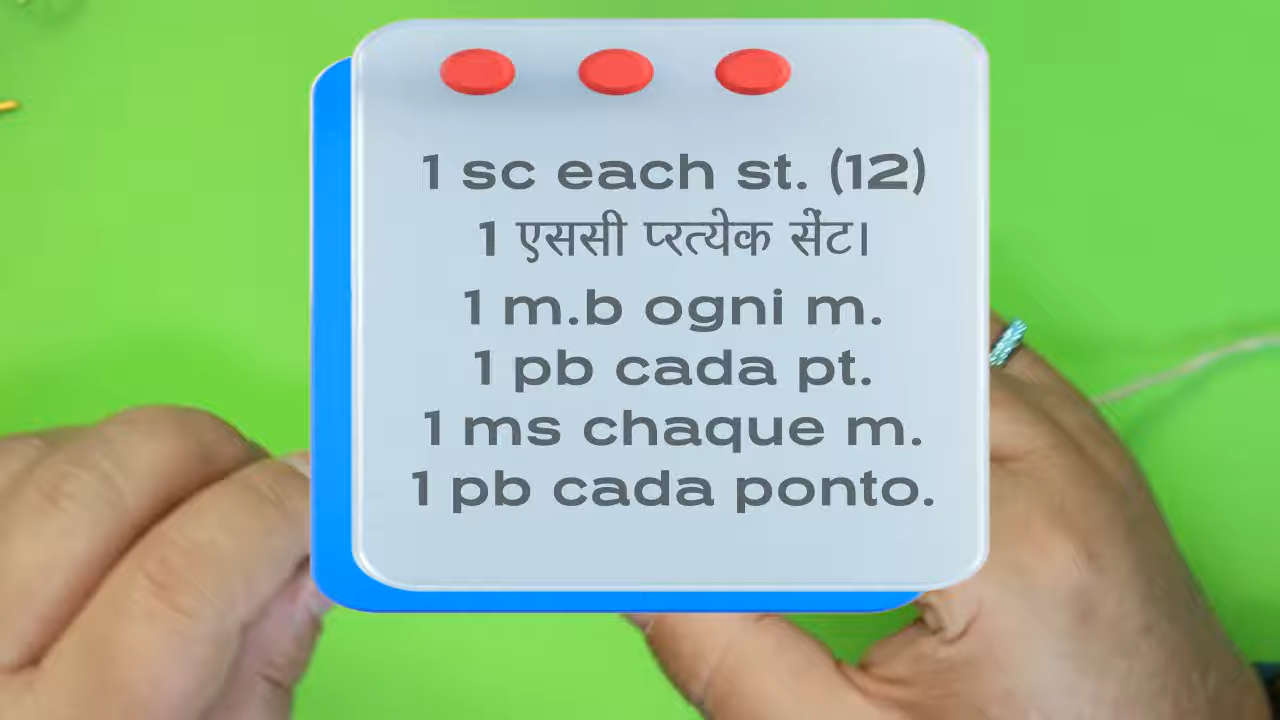 1 sc each st. (12)
1 एससी प्रत्येक सेंट।
1 m.b ogni m.
1 pb cada pt.
1 ms chaque m.
1 pb cada ponto.